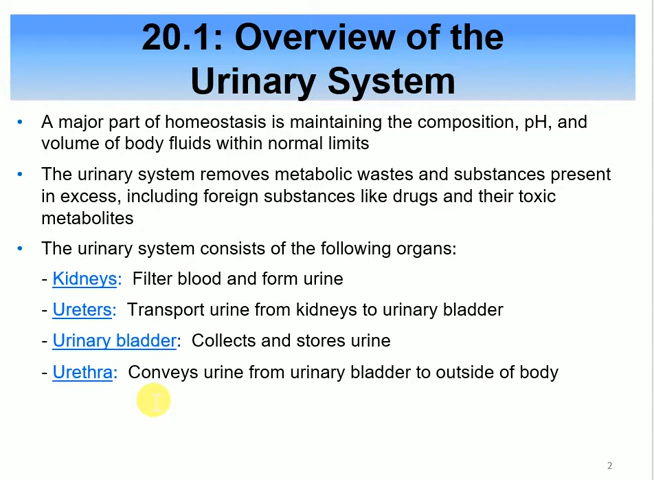 20.1: Overview of the
Urinary System
• A major part of homeostasis is maintaining the composition, pH, and
volume of body fluids within normal limits
• The urinary system removes metabolic wastes and substances present
in excess, including foreign substances like drugs and their toxic
metabolites
• The urinary system consists of the following organs:
- Kidneys: Filter blood and form urine
- Ureters: Transport urine from kidneys to urinary bladder
- Urinary bladder: Collects and stores urine
- Urethra: Conveys urine from urinary bladder to outside of body
2